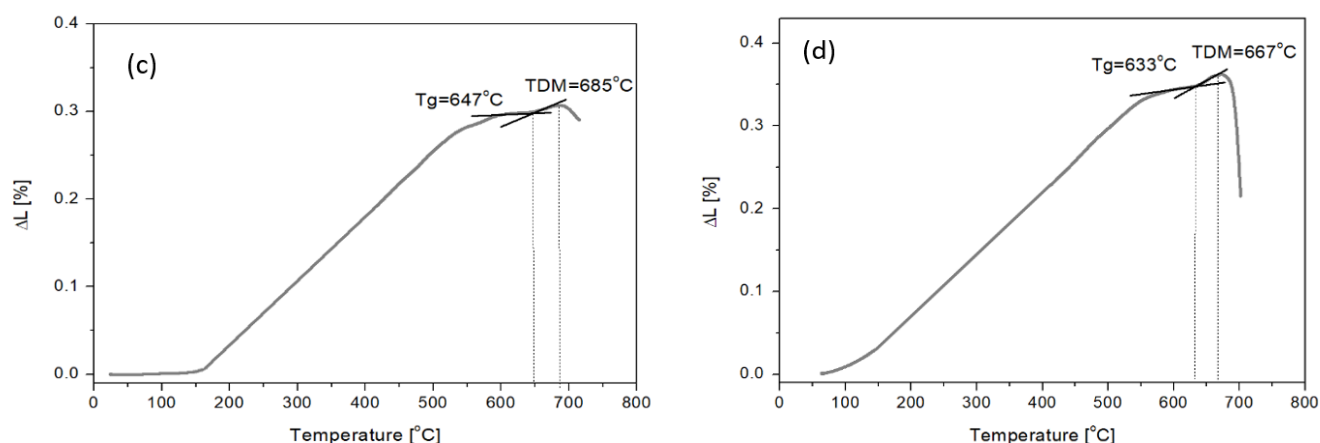 (c)
Tg=647°C
TDM=685°C
0.4
0.3
0.2
0.1
0.0
ΔL [%]
0 100 200 300 400 500 600 700 800
Temperature [°C]
(d)
Tg=633°C
TDM=667°C
0.4
0.3
0.2
0.1
0.0
ΔL [%]
0 100 200 300 400 500 600 700 800
Temperature [°C]